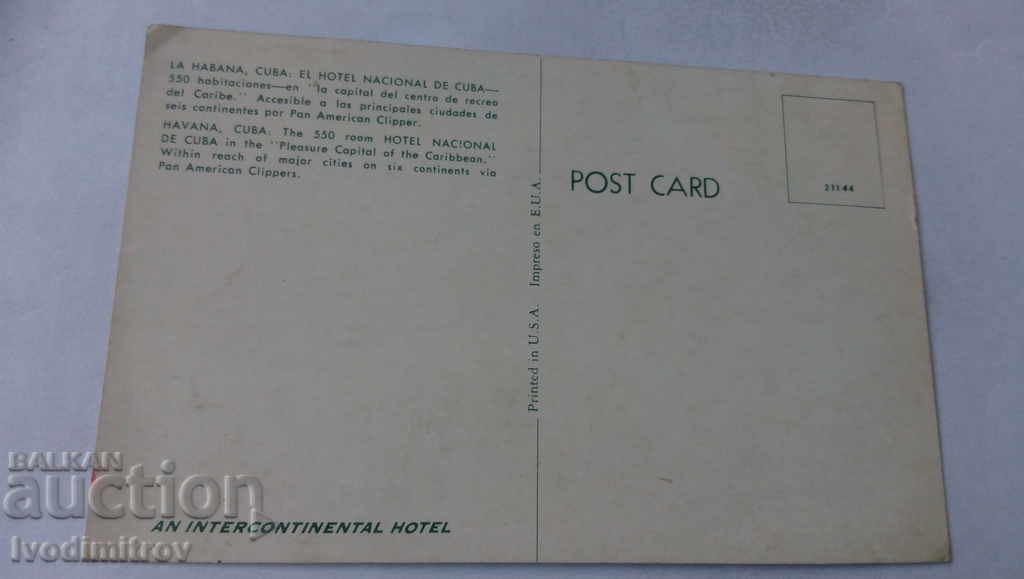 LA HABANA, CUBA: EL HOTEL NACIONAL DE CUBA—
550 habitaciones—en "la capital del centro de recreo
del Caribe." Accesible a las principales ciudades de
seis continentes por Pan American Clipper.
HAVANA, CUBA: The 550 room HOTEL NACIONAL
DE CUBA in the "Pleasure Capital of the Caribbean."
Within reach of major cities on six continents via
Pan American Clippers.
AN INTERCONTINENTAL HOTEL
Printed in U.S.A. Impreso en E.U.A.
POST CARD
21144
BALKAN
auction
Ivodimitrov